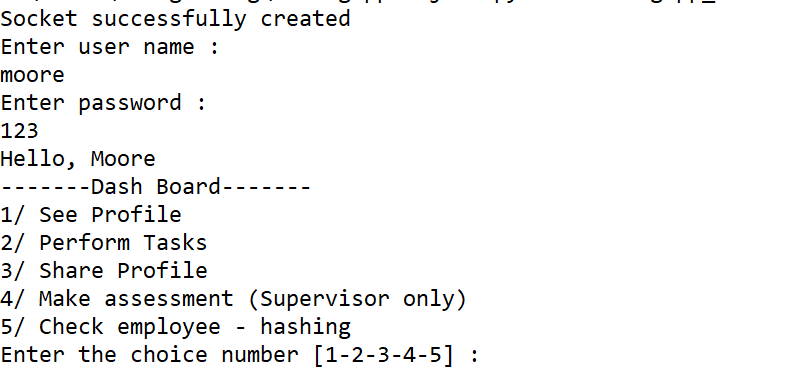 Socket successfully created
Enter user name :
moore
Enter password :
123
Hello, Moore
-------Dash Board-------
1/ See Profile
2/ Perform Tasks
3/ Share Profile
4/ Make assessment (Supervisor only)
5/ Check employee - hashing
Enter the choice number [1-2-3-4-5] :